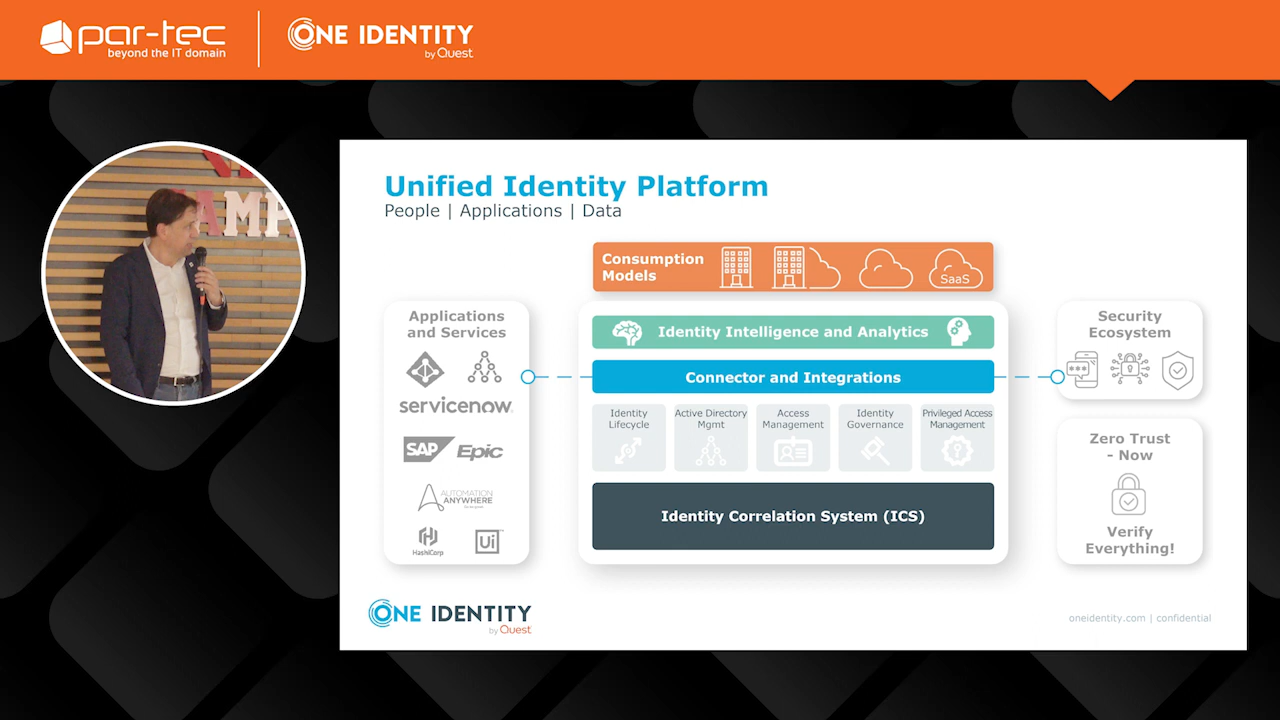 par-tec
beyond the IT domain
ONE IDENTITY
by Quest
AMP
Unified Identity Platform
People | Applications | Data
Consumption
Models
SaaS
Applications
and Services
servicenow
SAP
Epic
AUTOMATION
ANYWHERE
HashiCorp
Ui
Identity Intelligence and Analytics
Connector and Integrations
Identity
Lifecycle
Active Directory
Mgmt
Access
Management
Identity
Governance
Privileged Access
Management
Identity Correlation System (ICS)
Security
Ecosystem
***
Zero Trust
- Now
Verify
Everything!
ONE IDENTITY
by Quest
oneidentity.com | confidential